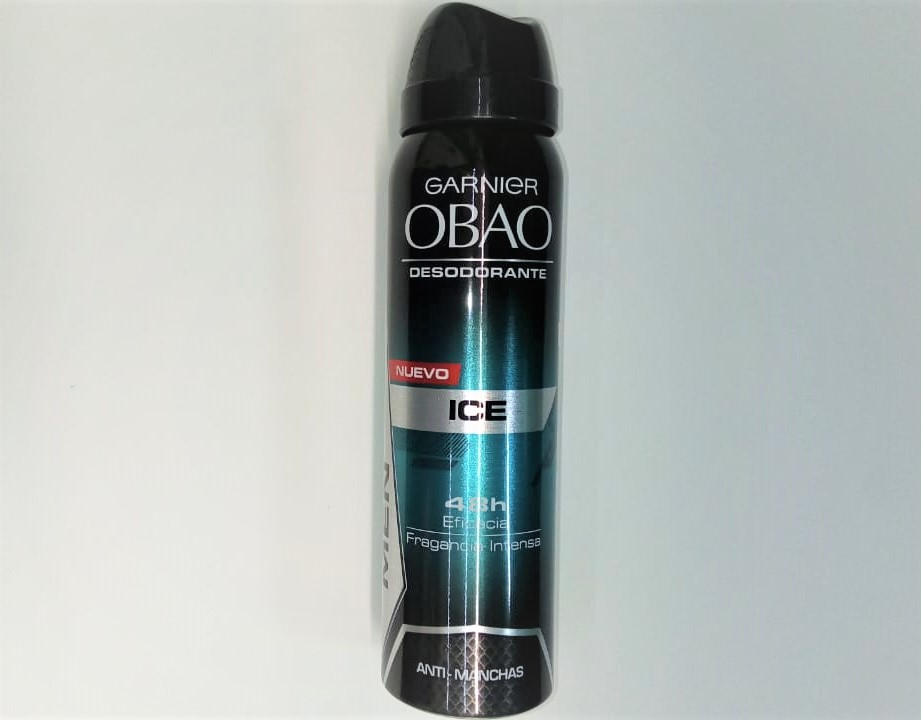 GARNIER
OBAO
DESODORANTE
NUEVO
ICE
MEN
48h
Eficacia
Fragancia Intensa
ANTI-MANCHAS